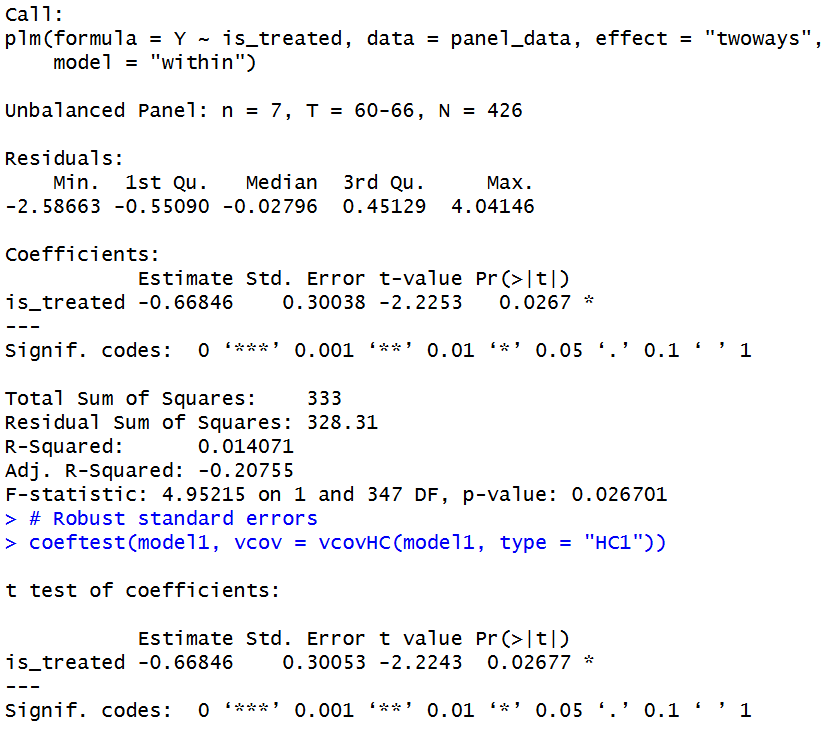 Call:
plm(formula = Y ~ is_treated, data = panel_data, effect = "twoways",
    model = "within")

Unbalanced Panel: n = 7, T = 60-66, N = 426

Residuals:
    Min.  1st Qu.   Median  3rd Qu.     Max.
-2.58663 -0.55090 -0.02796  0.45129  4.04146

Coefficients:
           Estimate Std. Error t-value Pr(>|t|)
is_treated -0.66846    0.30038 -2.2253   0.0267 *
---
Signif. codes:  0 ‘***’ 0.001 ‘**’ 0.01 ‘*’ 0.05 ‘.’ 0.1 ‘ ’ 1

Total Sum of Squares:    333
Residual Sum of Squares: 328.31
R-Squared:      0.014071
Adj. R-Squared: -0.20755
F-statistic: 4.95215 on 1 and 347 DF, p-value: 0.026701
> # Robust standard errors
> coeftest(model1, vcov = vcovHC(model1, type = "HC1"))

t test of coefficients:

           Estimate Std. Error t value Pr(>|t|)
is_treated -0.66846    0.30053 -2.2243  0.02677 *
---
Signif. codes:  0 ‘***’ 0.001 ‘**’ 0.01 ‘*’ 0.05 ‘.’ 0.1 ‘ ’ 1